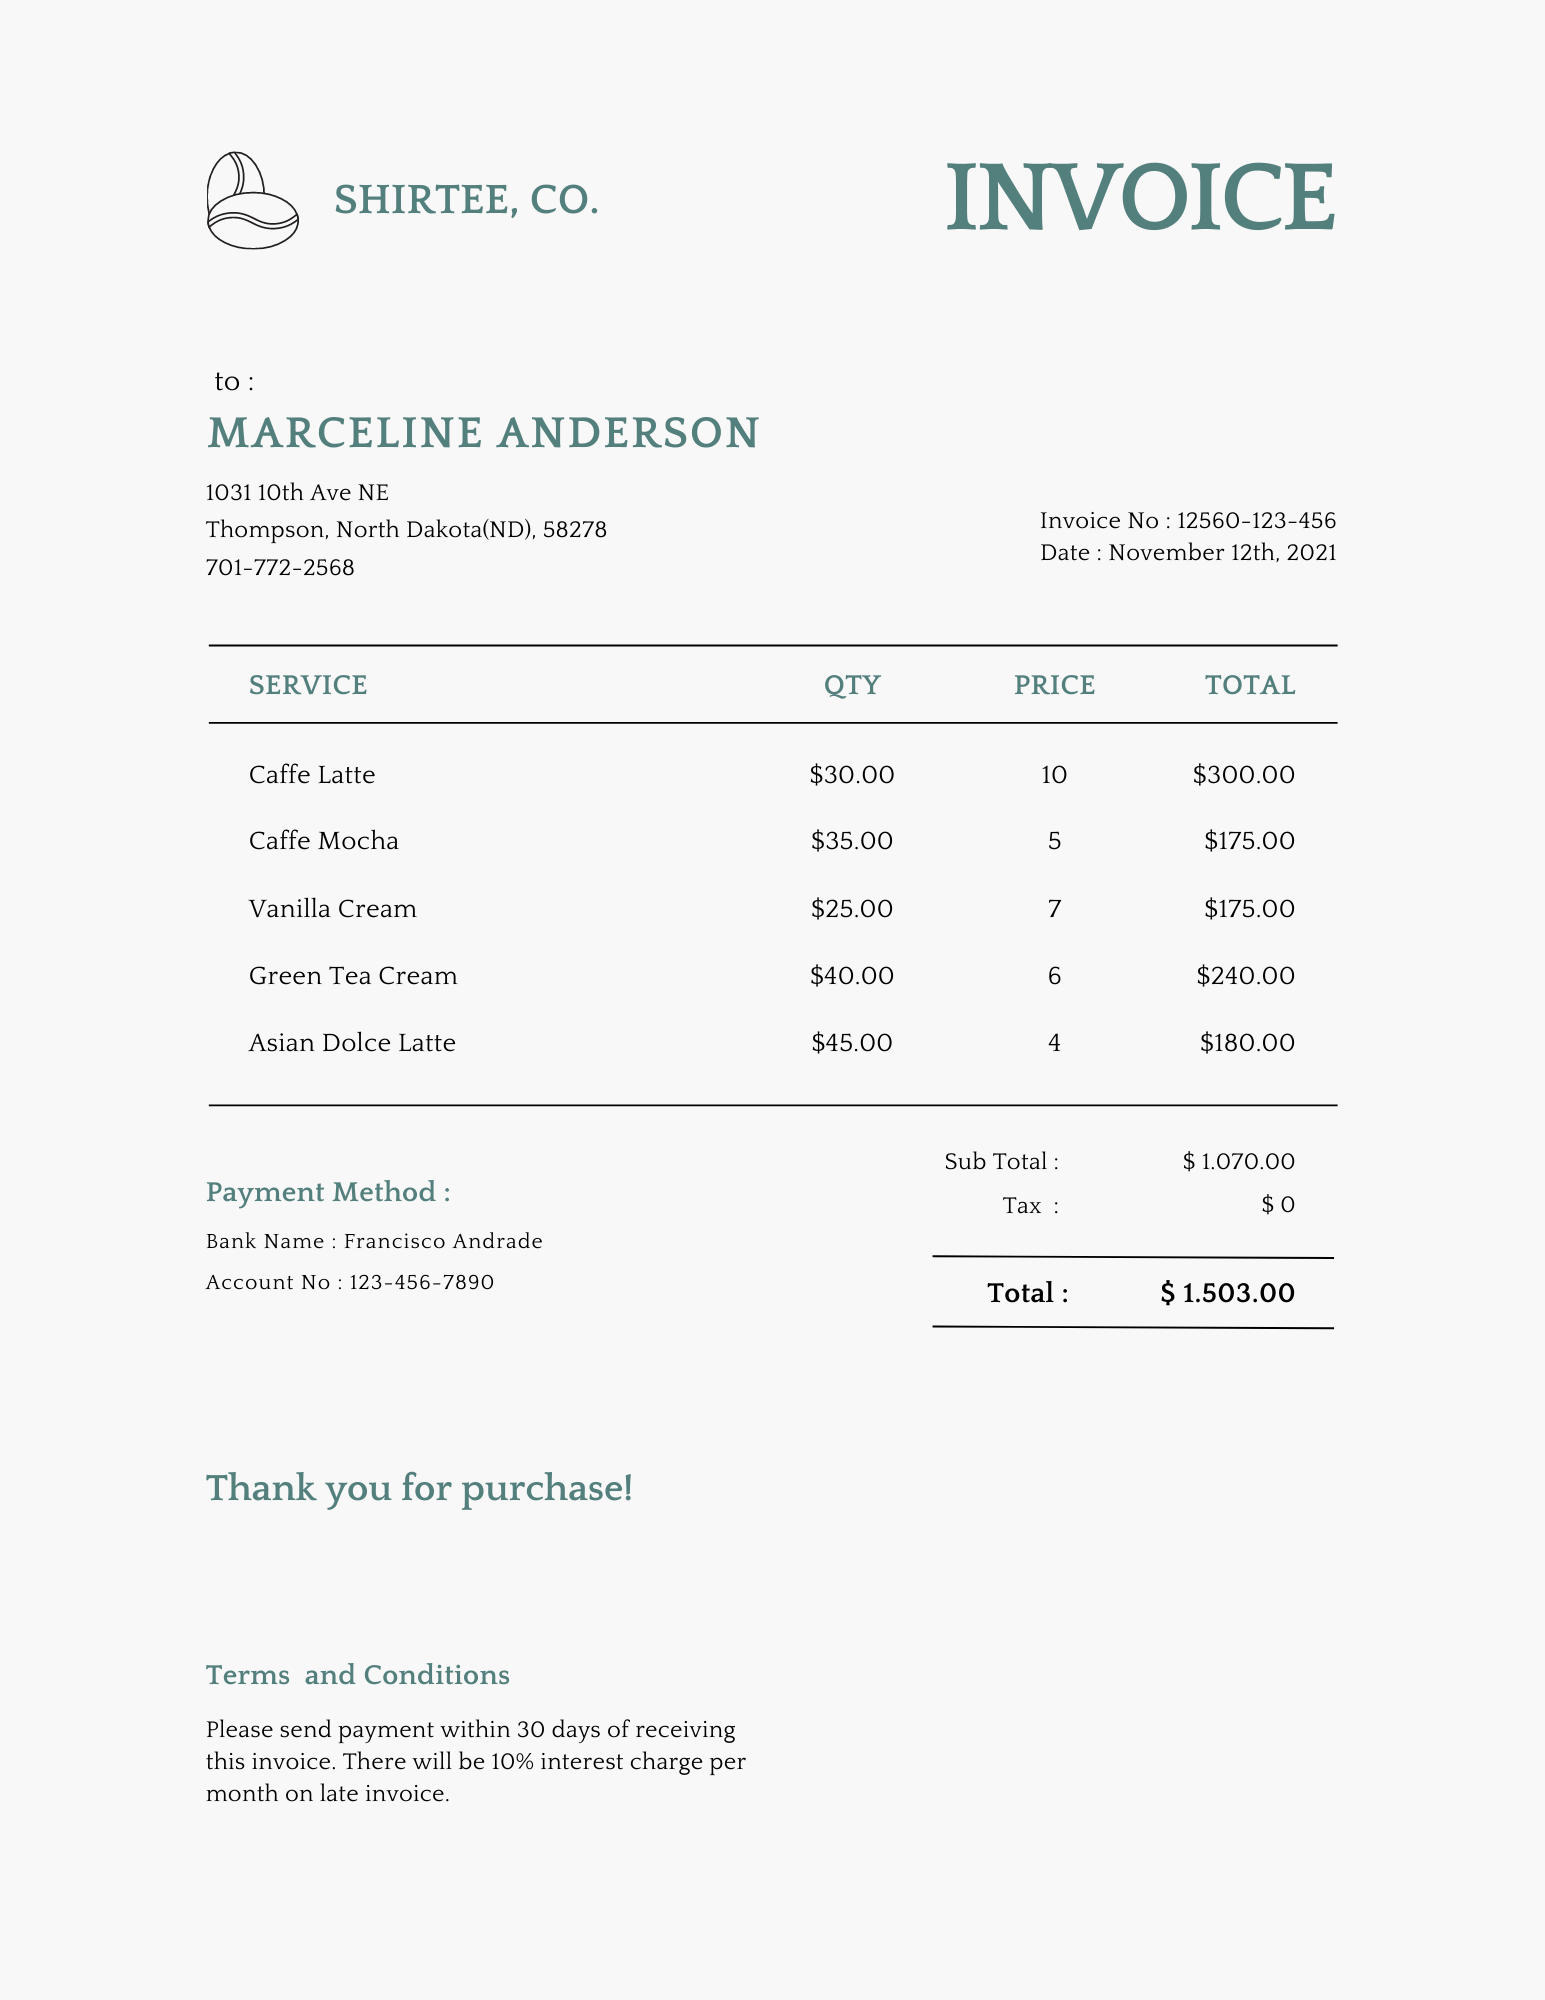 SHIRTEE, CO.
INVOICE
to :
MARCELINE ANDERSON
1031 10th Ave NE
Thompson, North Dakota(ND), 58278
701-772-2568
Invoice No : 12560-123-456
Date : November 12th, 2021
SERVICE QTY PRICE TOTAL
Caffe Latte $30.00 10 $300.00
Caffe Mocha $35.00 5 $175.00
Vanilla Cream $25.00 7 $175.00
Green Tea Cream $40.00 6 $240.00
Asian Dolce Latte $45.00 4 $180.00
Sub Total : $ 1.070.00
Tax : $ 0
Total : $ 1.503.00
Payment Method :
Bank Name : Francisco Andrade
Account No : 123-456-7890
Thank you for purchase!
Terms and Conditions
Please send payment within 30 days of receiving
this invoice. There will be 10% interest charge per
month on late invoice.